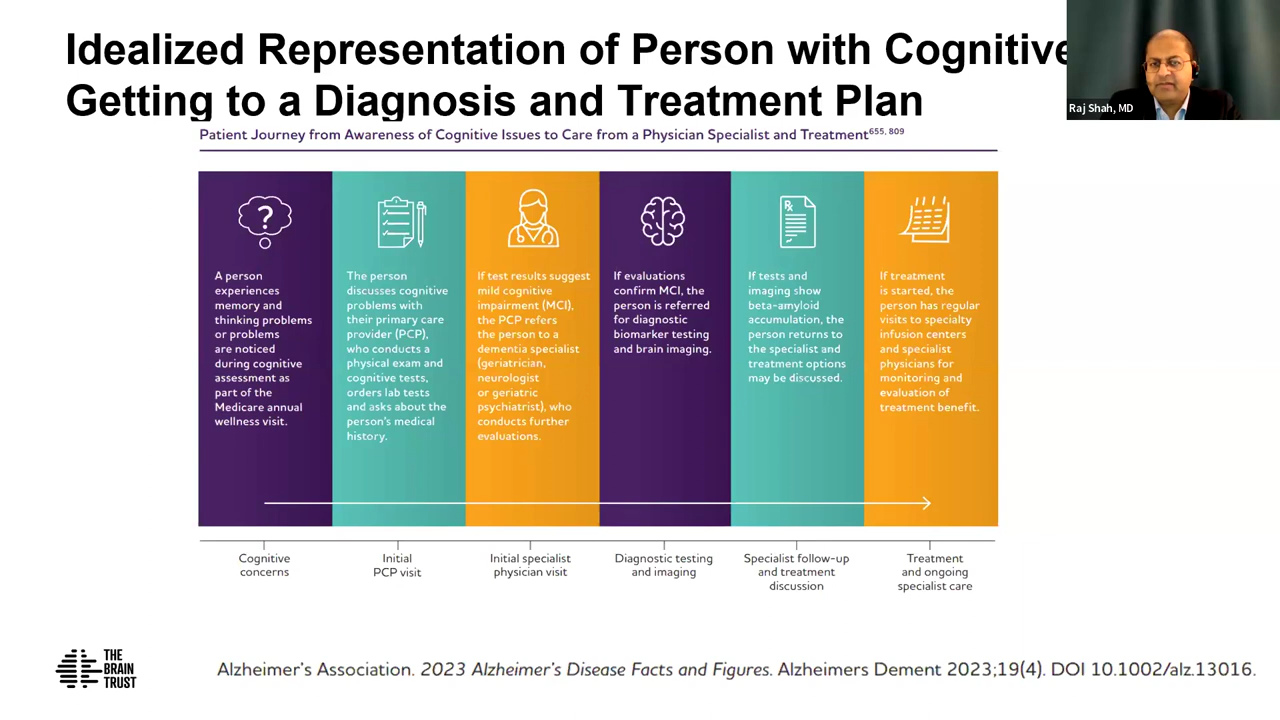 Idealized Representation of Person with Cognitive
Getting to a Diagnosis and Treatment Plan
Raj Shah, MD
Patient Journey from Awareness of Cognitive Issues to Care from a Physician Specialist and Treatment655, 809
?
A person
experiences
memory and
thinking problems
or problems
are noticed
during cognitive
assessment as
part of the
Medicare annual
wellness visit.
The person
discusses cognitive
problems with
their primary care
provider (PCP),
who conducts a
physical exam and
cognitive tests,
orders lab tests
and asks about the
person's medical
history.
If test results suggest
mild cognitive
impairment (MCI),
the PCP refers
the person to a
dementia specialist
(geriatrician,
neurologist
or geriatric
psychiatrist), who
conducts further
evaluations.
If evaluations
confirm MCI, the
person is referred
for diagnostic
biomarker testing
and brain imaging.
Rx
If tests and
imaging show
beta-amyloid
accumulation, the
person returns to
the specialist and
treatment options
may be discussed.
If treatment
is started, the
person has regular
visits to specialty
infusion centers
and specialist
physicians for
monitoring and
evaluation of
treatment benefit.
Cognitive
concerns
Initial
PCP visit
Initial specialist
physician visit
Diagnostic testing
and imaging
Specialist follow-up
and treatment
discussion
Treatment
and ongoing
specialist care
THE
BRAIN
TRUST
Alzheimer's Association. 2023 Alzheimer's Disease Facts and Figures. Alzheimers Dement 2023;19(4). DOI 10.1002/alz.13016.